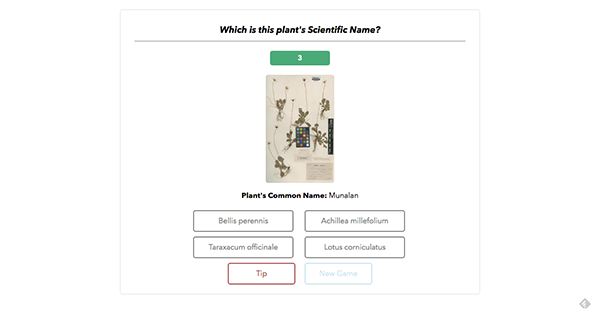 Which is this plant's Scientific Name?
3
Plant's Common Name: Munalan
Bellis perennis
Achillea millefolium
Taraxacum officinale
Lotus corniculatus
Tip
New Game